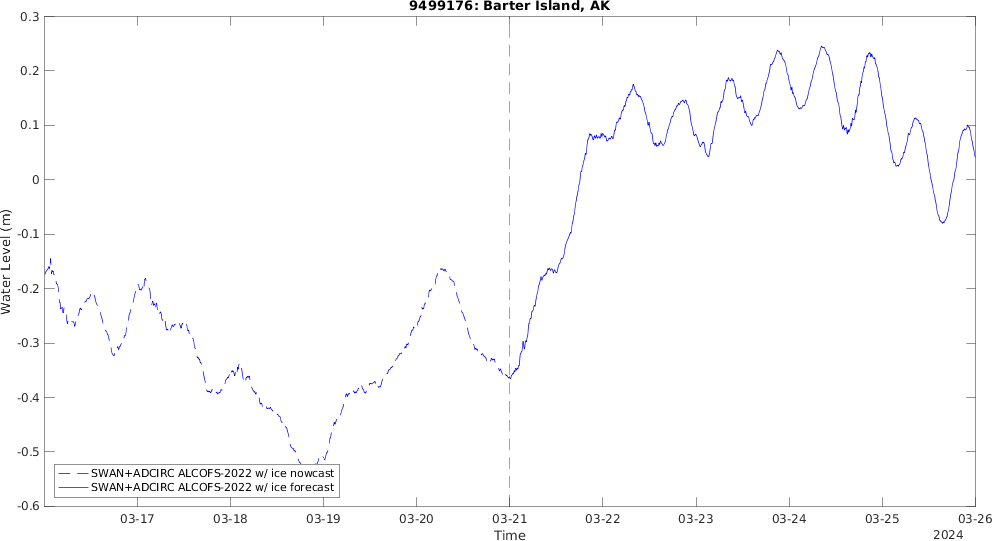 9499176: Barter Island, AK
0.3
0.2
0.1
0
-0.1
-0.2
-0.3
-0.4
-0.5
-0.6
Water Level (m)
SWAN+ADCIRC ALCOFS-2022 w/ ice nowcast
SWAN+ADCIRC ALCOFS-2022 w/ ice forecast
03-17 03-18 03-19 03-20 03-21 03-22 03-23 03-24 03-25 03-26
Time
2024